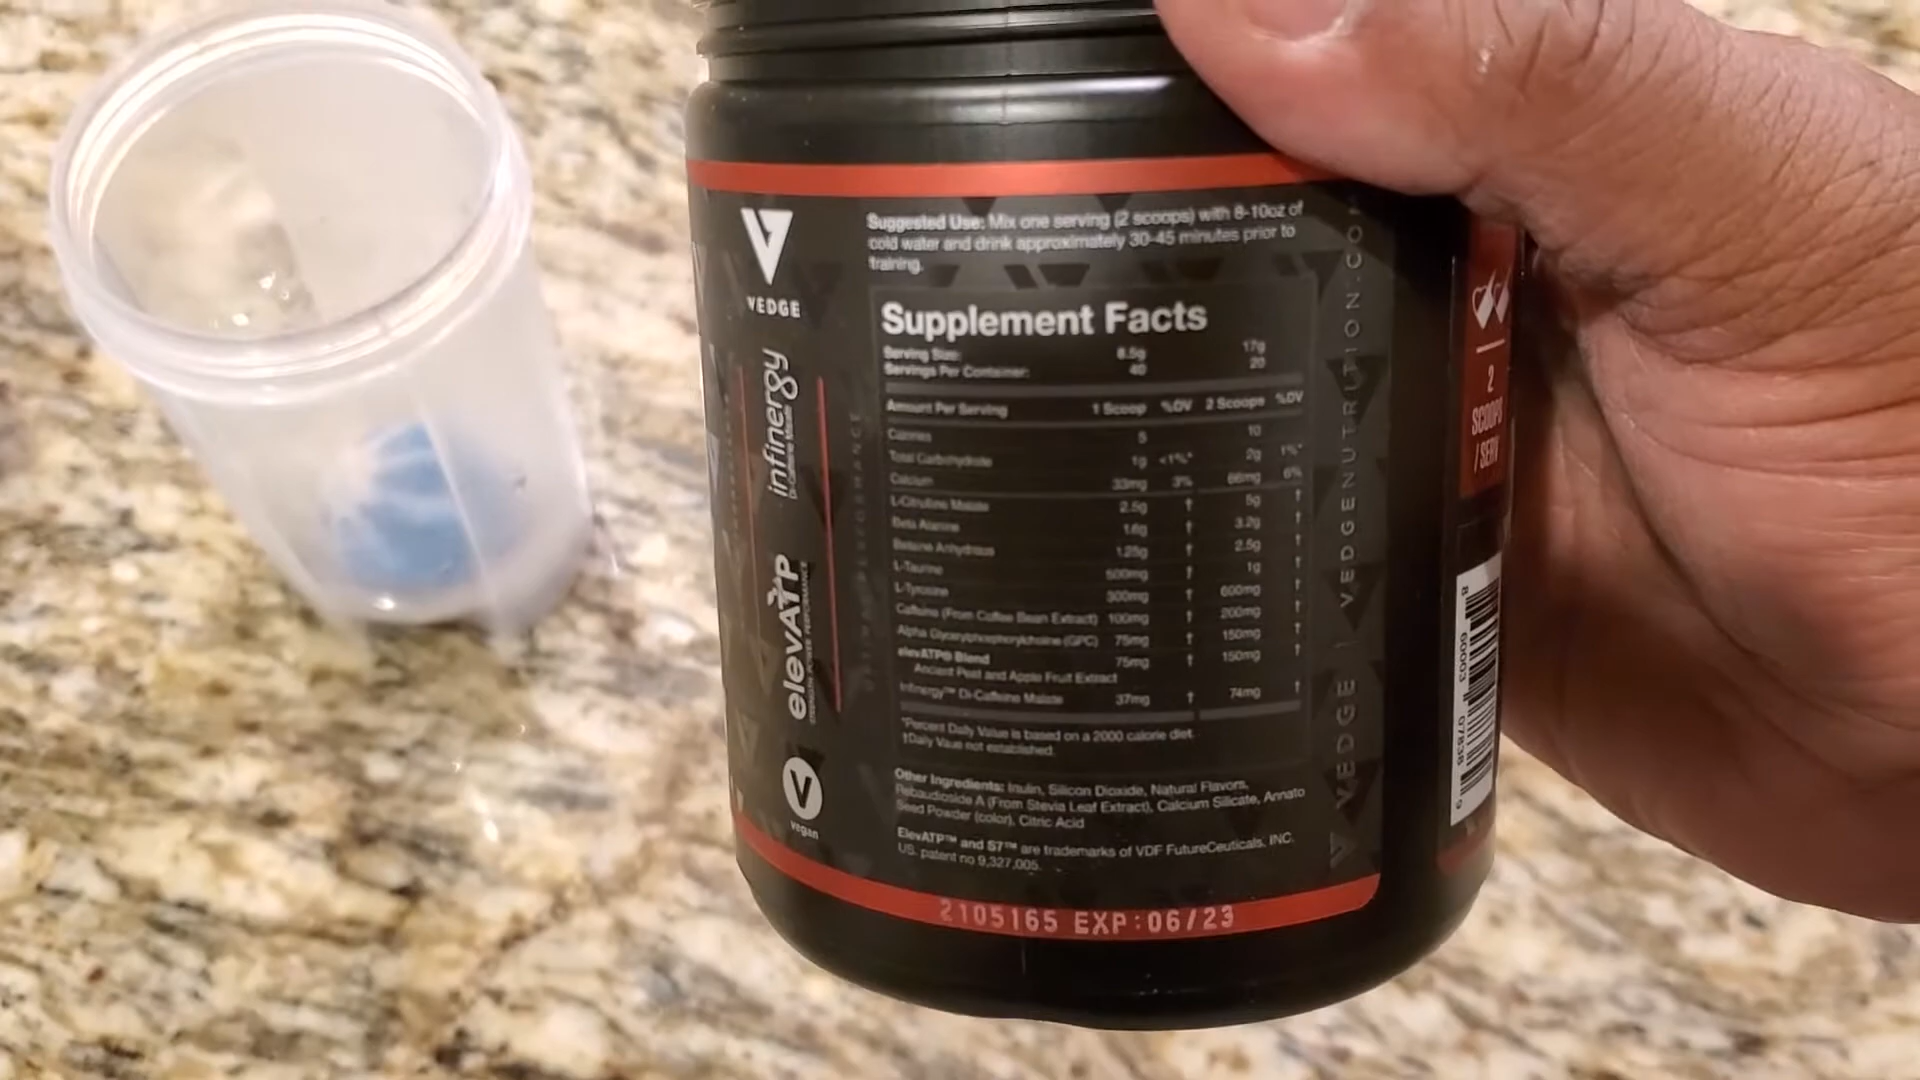 Suggested Use: Mix one serving (2 scoops) with 8-10oz of
cold water and drink approximately 30-45 minutes prior to
training.
VEDGE
infinergy
Di-Caffeine Malate
elevATP
vegan
Supplement Facts
Serving Size: 8.5g 17g
Servings Per Container: 40 20
Amount Per Serving 1 Scoop %DV 2 Scoops %DV
Calories 5 10
Total Carbohydrate 1g <1%* 2g 1%*
Calcium 33mg 3% 66mg 6%
L-Citrulline Malate 2.5g † 5g †
Beta Alanine 1.6g † 3.2g †
Betaine Anhydrous 1.25g † 2.5g †
L-Taurine 500mg † 1g †
L-Tyrosine 300mg † 600mg †
Caffeine (From Coffee Bean Extract) 100mg † 200mg †
Alpha Glycerylphosphorylcholine (GPC) 75mg † 150mg †
elevATP® Blend 75mg † 150mg †
Ancient Peat and Apple Fruit Extract
Infinergy™ Di-Caffeine Malate 37mg † 74mg †
*Percent Daily Value is based on a 2000 calorie diet.
†Daily Vaue not established.
Other Ingredients: Inulin, Silicon Dioxide, Natural Flavors,
Rebaudioside A (From Stevia Leaf Extract), Calcium Silicate, Annato
Seed Powder (color), Citric Acid
ElevATP™ and S7™ are trademarks of VDF FutureCeuticals, INC.
US. patent no 9,327,005.
2105165 EXP:06/23
VEDGE | VEDGENUTRITION.COM
2
SCOOPS
/ SERV
8 60003 07838 9